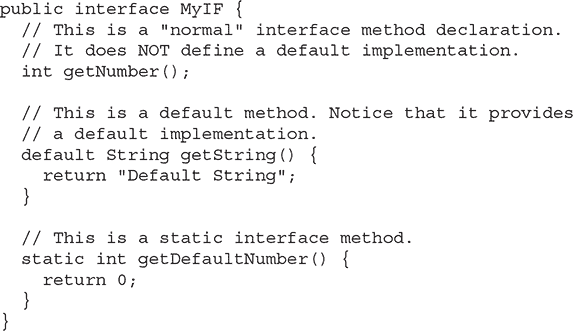 public interface MyIF {
  // This is a "normal" interface method declaration.
  // It does NOT define a default implementation.
  int getNumber();

  // This is a default method. Notice that it provides
  // a default implementation.
  default String getString() {
    return "Default String";
  }

  // This is a static interface method.
  static int getDefaultNumber() {
    return 0;
  }
}